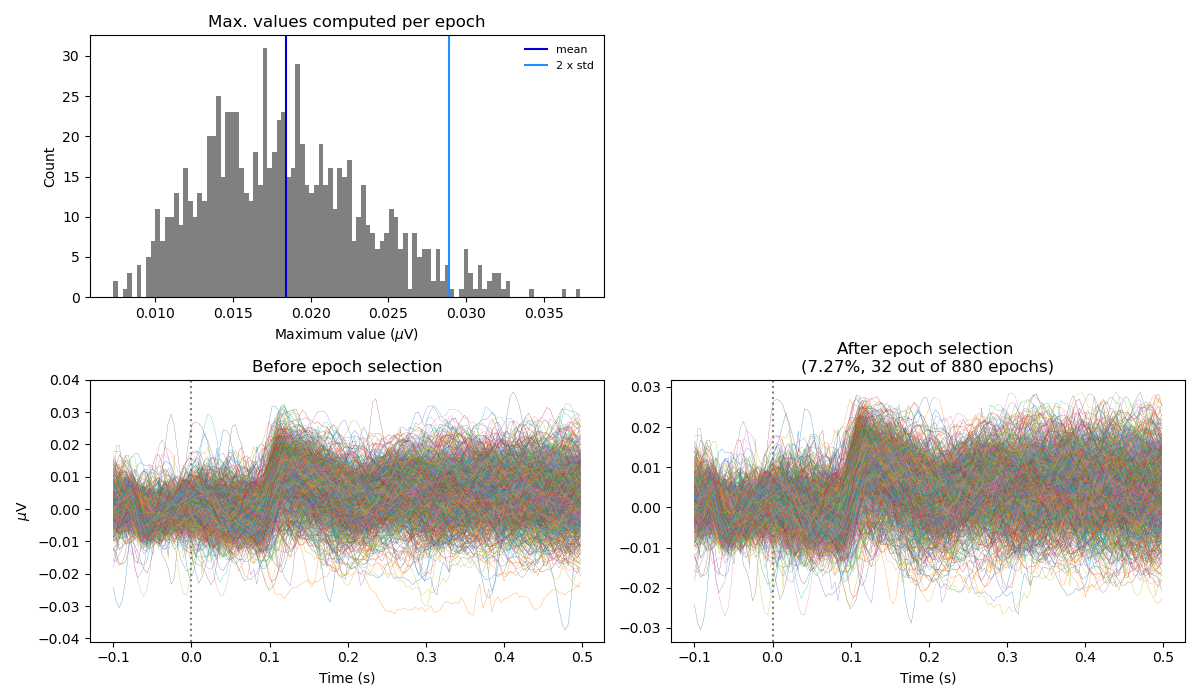 Max. values computed per epoch
mean
2 x std
Count
30
25
20
15
10
5
0
0.010 0.015 0.020 0.025 0.030 0.035
Maximum value (μV)
Before epoch selection
μV
0.04
0.03
0.02
0.01
0.00
−0.01
−0.02
−0.03
−0.04
−0.1 0.0 0.1 0.2 0.3 0.4 0.5
Time (s)
After epoch selection
(7.27%, 32 out of 880 epochs)
0.03
0.02
0.01
0.00
−0.01
−0.02
−0.03
−0.1 0.0 0.1 0.2 0.3 0.4 0.5
Time (s)